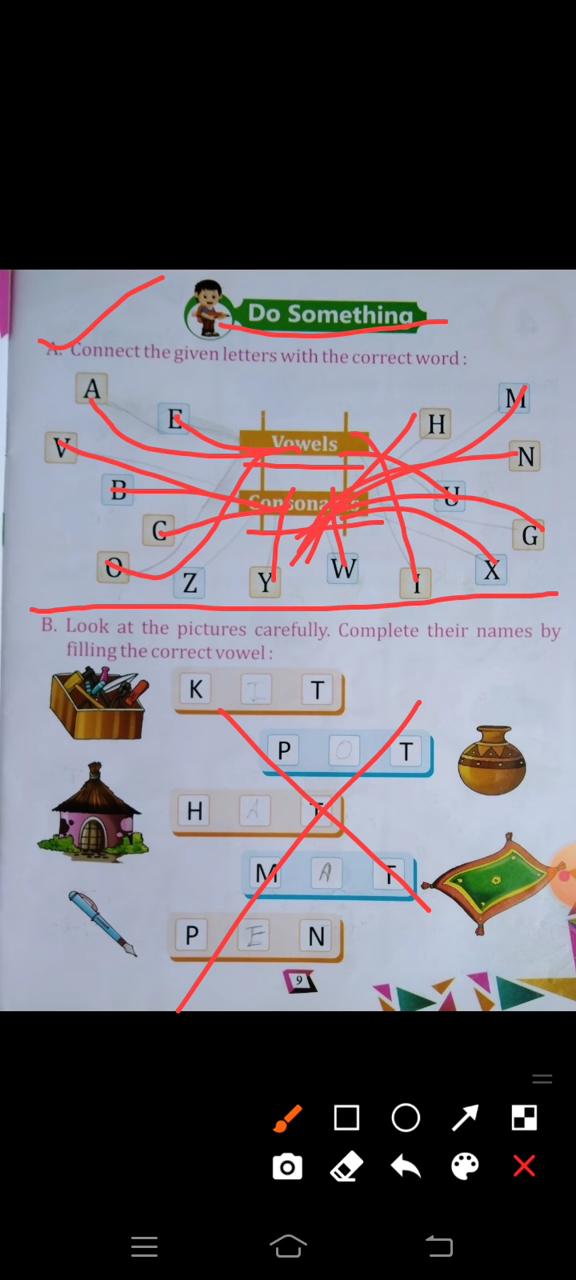 Do Something
A. Connect the given letters with the correct word :
A
M
E
H
V
Vowels
N
B
U
Consonants
C
G
O
Z
Y
W
I
X
B. Look at the pictures carefully. Complete their names by
filling the correct vowel :
K I T
P O T
H A T
M A T
P E N
9